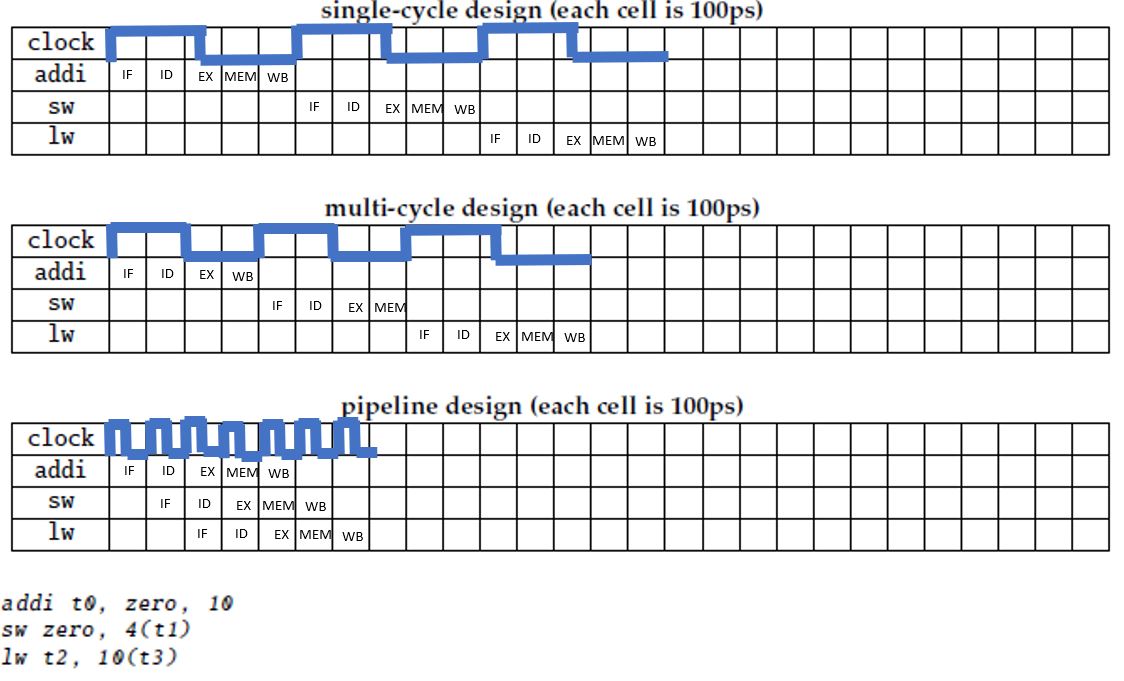 single-cycle design (each cell is 100ps)
clock
addi IF ID EX MEM WB
sw IF ID EX MEM WB
lw IF ID EX MEM WB
multi-cycle design (each cell is 100ps)
clock
addi IF ID EX WB
sw IF ID EX MEM
lw IF ID EX MEM WB
pipeline design (each cell is 100ps)
clock
addi IF ID EX MEM WB
sw IF ID EX MEM WB
lw IF ID EX MEM WB
addi t0, zero, 10
sw zero, 4(t1)
lw t2, 10(t3)